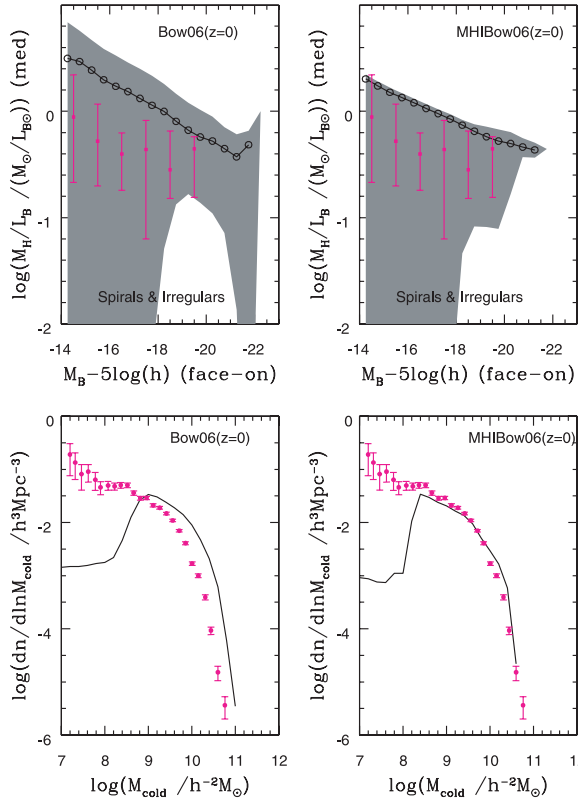 Bow06(z=0)
log(M_H/L_B /(M_⊙/L_B⊙)) (med)
0
-1
-2
Spirals & Irregulars
-14 -16 -18 -20 -22
M_B-5log(h) (face-on)
MHIBow06(z=0)
log(M_H/L_B /(M_⊙/L_B⊙)) (med)
0
-1
-2
Spirals & Irregulars
-14 -16 -18 -20 -22
M_B-5log(h) (face-on)
Bow06(z=0)
log(dn/dlnM_cold /h³Mpc⁻³)
0
-2
-4
-6
7 8 9 10 11 12
log(M_cold /h⁻²M_⊙)
MHIBow06(z=0)
log(dn/dlnM_cold /h³Mpc⁻³)
0
-2
-4
-6
7 8 9 10 11 1
log(M_cold /h⁻²M_⊙)